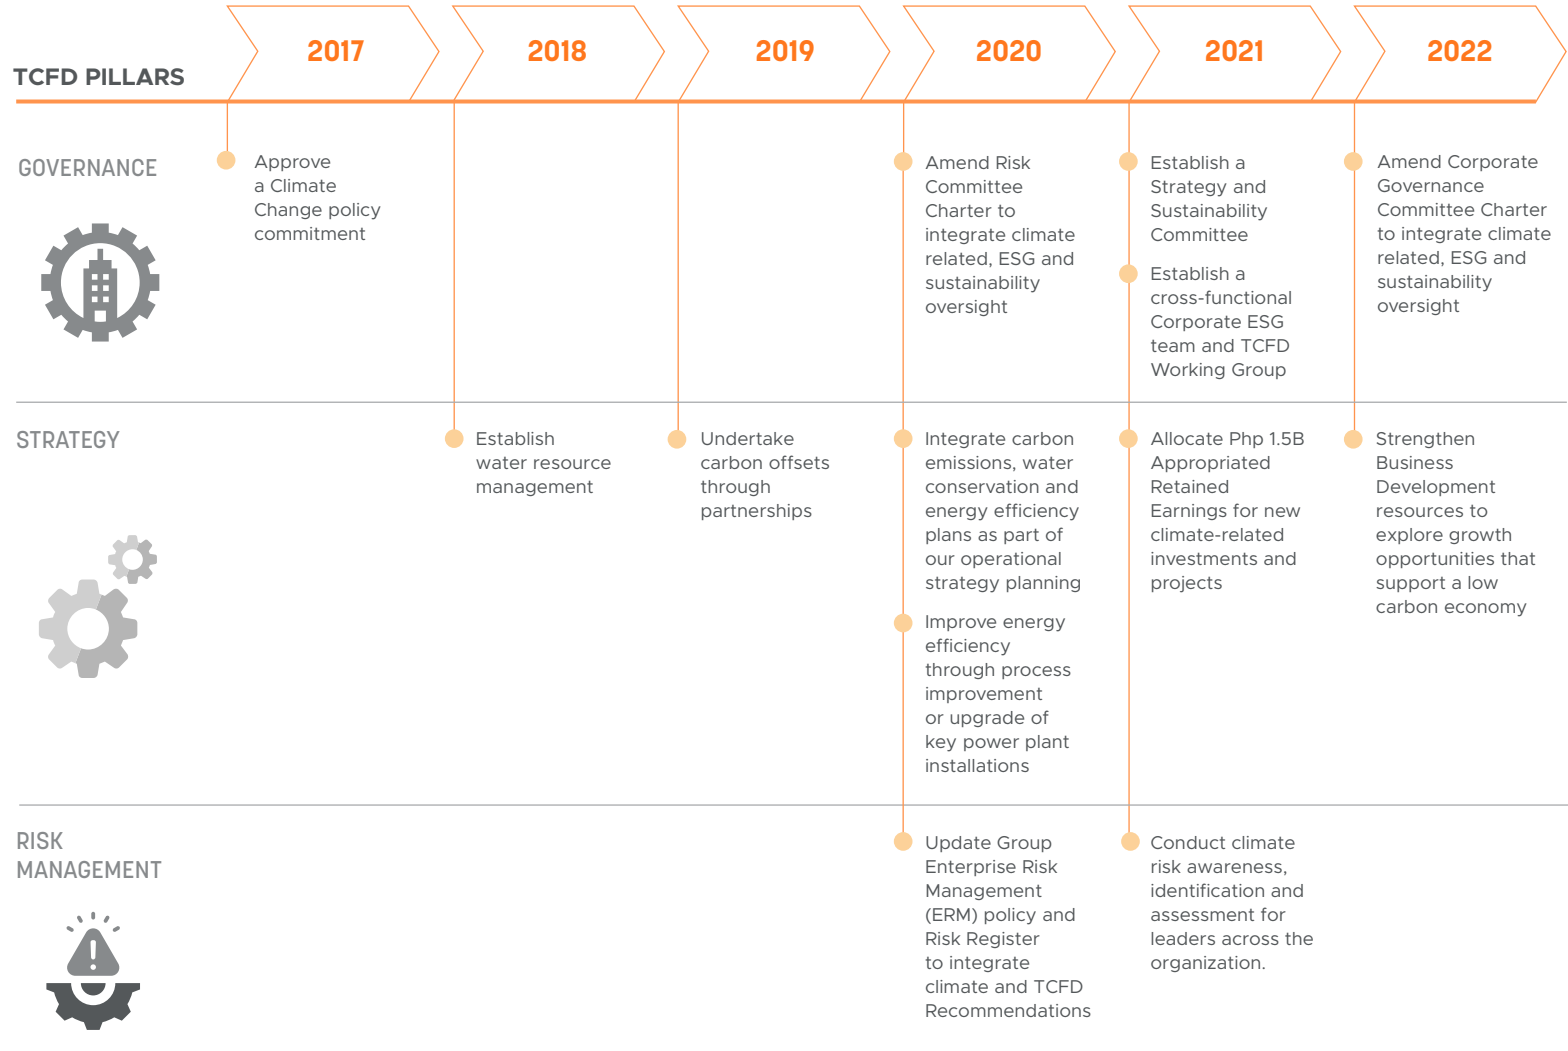 2017
2018
2019
2020
2021
2022
TCFD PILLARS
GOVERNANCE
Approve
a Climate
Change policy
commitment
Amend Risk
Committee
Charter to
integrate climate
related, ESG and
sustainability
oversight
Establish a
Strategy and
Sustainability
Committee
Establish a
cross-functional
Corporate ESG
team and TCFD
Working Group
Amend Corporate
Governance
Committee Charter
to integrate climate
related, ESG and
sustainability
oversight
STRATEGY
Establish
water resource
management
Undertake
carbon offsets
through
partnerships
Integrate carbon
emissions, water
conservation and
energy efficiency
plans as part of
our operational
strategy planning
Improve energy
efficiency
through process
improvement
or upgrade of
key power plant
installations
Allocate Php 1.5B
Appropriated
Retained
Earnings for new
climate-related
investments and
projects
Strengthen
Business
Development
resources to
explore growth
opportunities that
support a low
carbon economy
RISK
MANAGEMENT
Update Group
Enterprise Risk
Management
(ERM) policy and
Risk Register
to integrate
climate and TCFD
Recommendations
Conduct climate
risk awareness,
identification and
assessment for
leaders across the
organization.